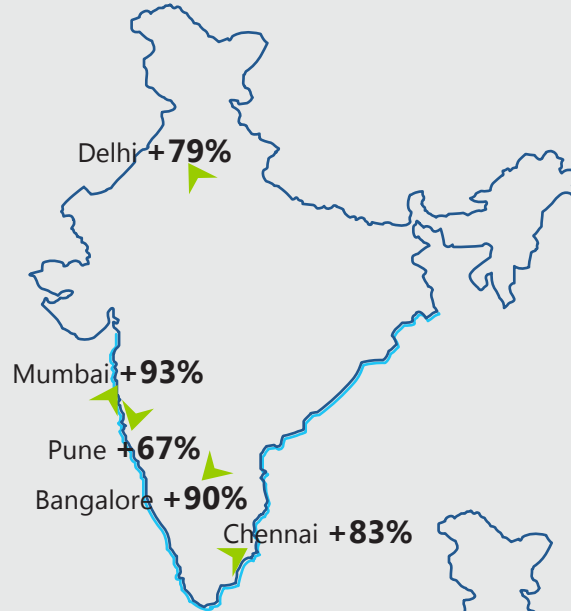 Delhi +79%
Mumbai +93%
Pune +67%
Bangalore +90%
Chennai +83%